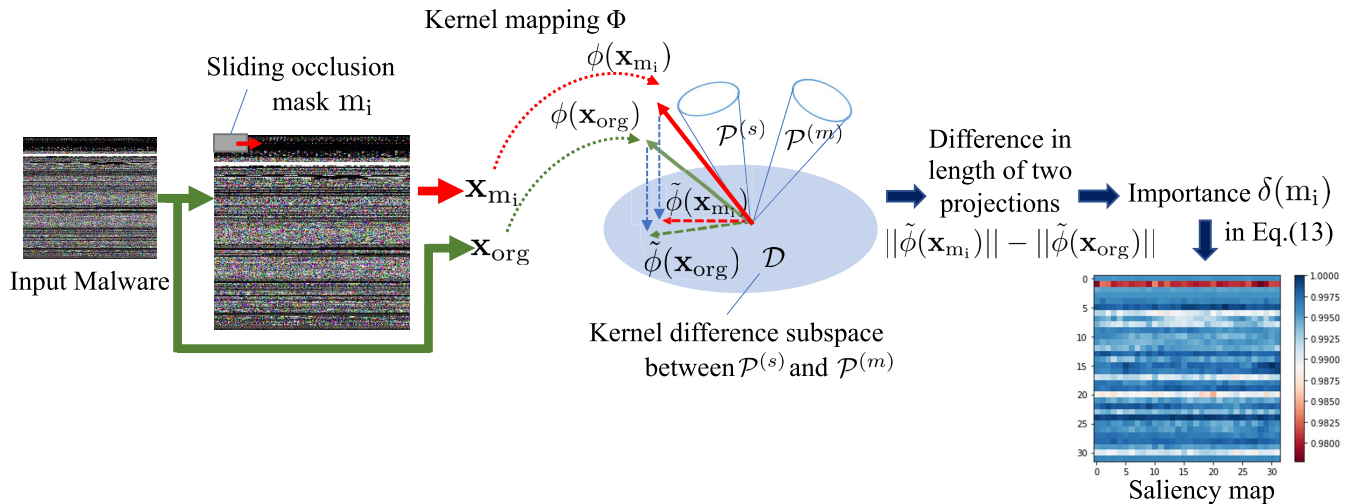 Kernel mapping Φ
Sliding occlusion
mask m_i
ϕ(x_{m_i})
ϕ(x_org)
P^(s)
P^(m)
x_{m_i}
x_org
ϕ̃(x_{m_i})
ϕ̃(x_org)
D
Input Malware
Kernel difference subspace
between P^(s) and P^(m)
Difference in
length of two
projections
||ϕ̃(x_{m_i})|| − ||ϕ̃(x_org)||
Importance δ(m_i)
in Eq.(13)
0
5
10
15
20
25
30
0 5 10 15 20 25 30
1.0000
0.9975
0.9950
0.9925
0.9900
0.9875
0.9850
0.9825
0.9800
Saliency map